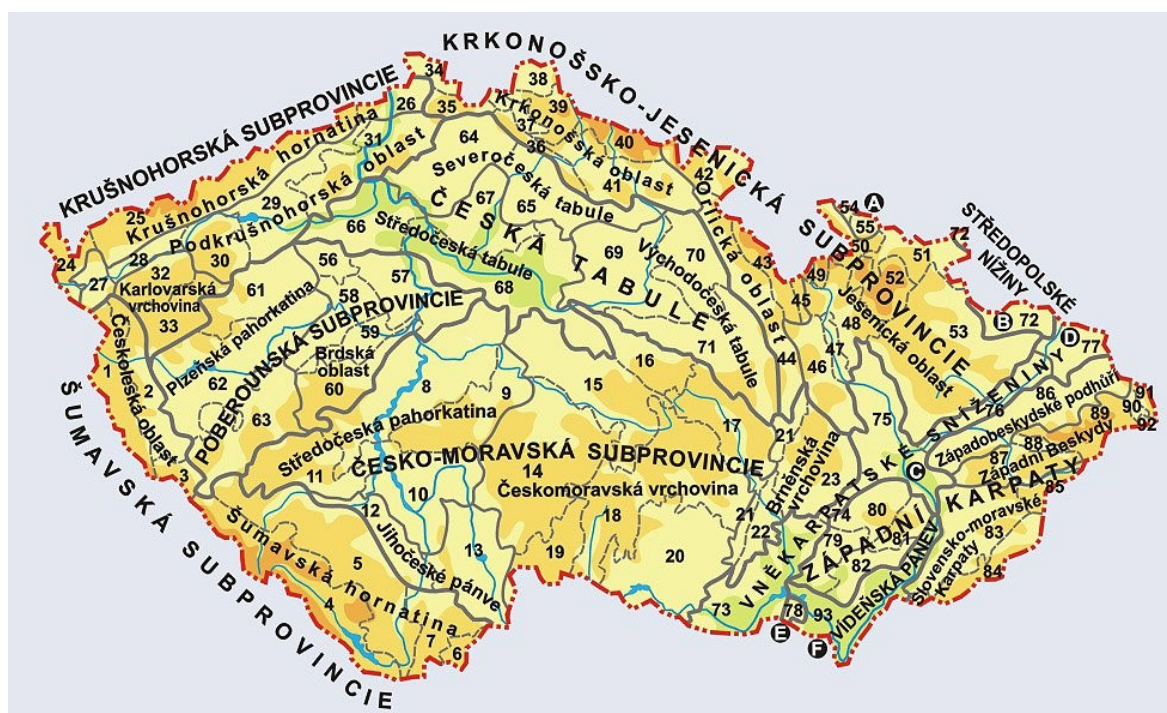 KRKONOŠSKO-JESENICKÁ SUBPROVINCIE
KRUŠNOHORSKÁ SUBPROVINCIE
34
38
26
35
39
Krkonošská oblast
37
36
40
41
42
Krušnohorská hornatina
31
25
64
Severočeská tabule
67
65
Podkrušnohorská oblast
29
28
30
24
27
ČESKÁ TABULE
Středočeská tabule
66
68
69
70
71
Východočeská tabule
Orlická oblast
43
44
32
Karlovarská
vrchovina
33
61
56
57
58
59
Plzeňská pahorkatina
62
63
POBEROUNSKÁ SUBPROVINCIE
Brdská
oblast
60
Českoleská oblast
1
2
3
ŠUMAVSKÁ SUBPROVINCIE
Středočeská pahorkatina
8
9
10
11
12
13
Jihočeské pánve
Šumavská hornatina
5
4
7
6
ČESKO-MORAVSKÁ SUBPROVINCIE
14
Českomoravská vrchovina
15
16
17
18
19
20
21
21
22
23
Brněnská
vrchovina
54
A
55
50
51
72
STŘEDOPOLSKÉ
NÍŽINY
49
52
45
46
47
48
Jesenická oblast
53
B
72
D
77
75
76
86
91
90
92
89
Západobeskydské podhůří
88
87
Západní Beskydy
85
C
VNĚKARPATSKÉ SNÍŽENINY
ZÁPADNÍ KARPATY
74
80
79
81
82
Slovensko-moravské
Karpaty
83
84
VÍDEŇSKÁ PÁNEV
73
78
93
E
F